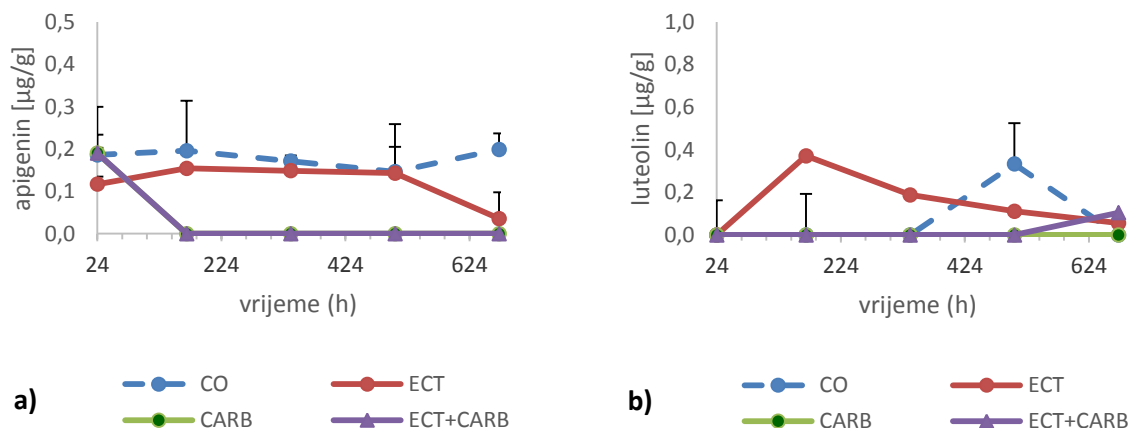 apigenin [µg/g]
0,5
0,4
0,3
0,2
0,1
0,0
24 224 424 624
vrijeme (h)
CO ECT
CARB ECT+CARB
a)
luteolin [µg/g]
1,0
0,8
0,6
0,4
0,2
0,0
24 224 424 624
vrijeme (h)
CO ECT
CARB ECT+CARB
b)